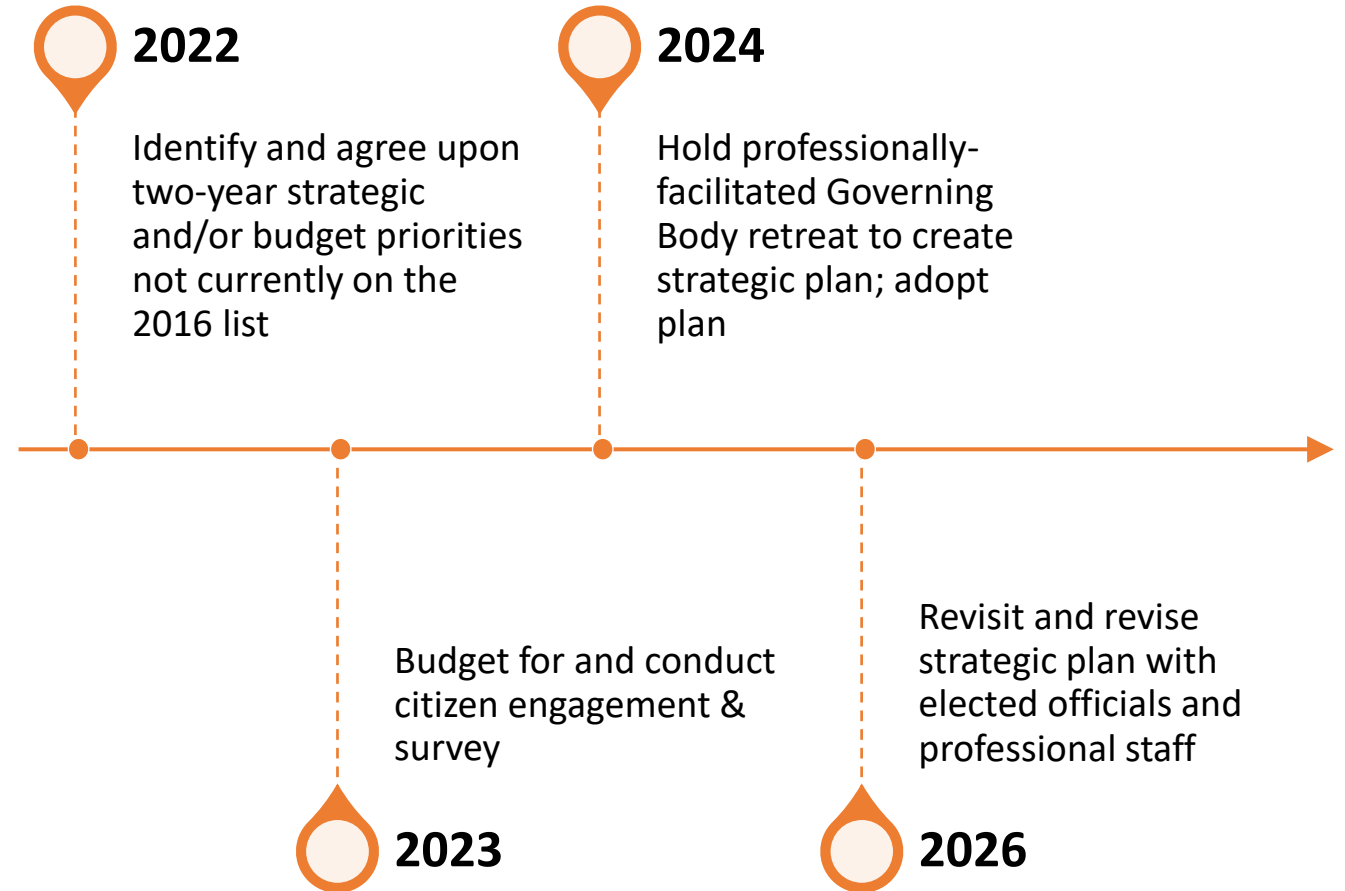 2022
Identify and agree upon
two-year strategic
and/or budget priorities
not currently on the
2016 list
2024
Hold professionally-
facilitated Governing
Body retreat to create
strategic plan; adopt
plan
Budget for and conduct
citizen engagement &
survey
2023
Revisit and revise
strategic plan with
elected officials and
professional staff
2026